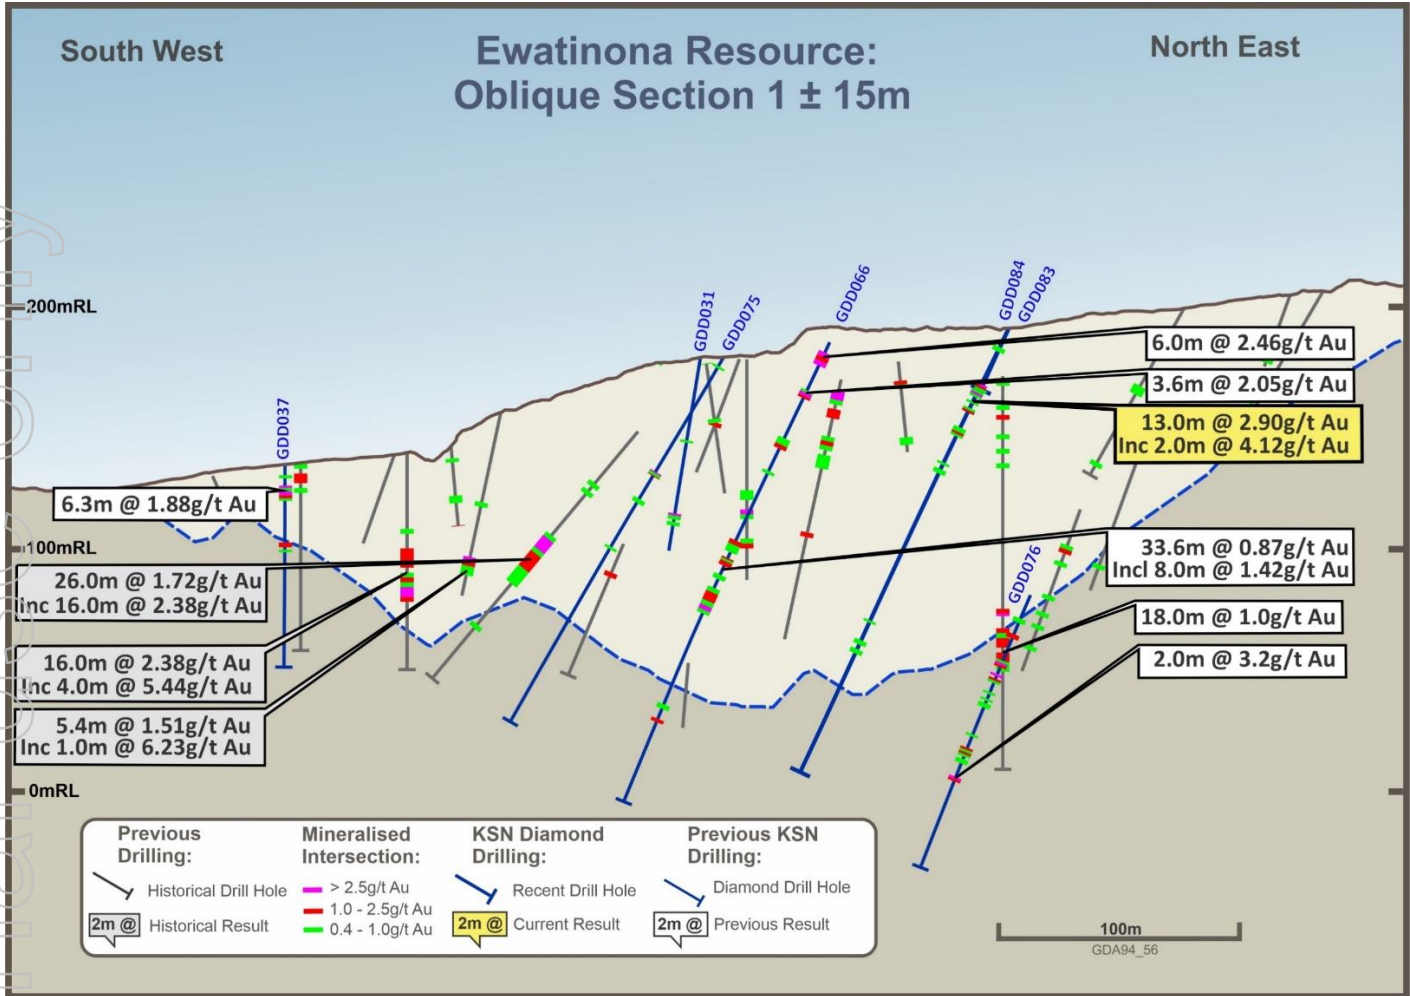 South West
Ewatinona Resource:
Oblique Section 1 ± 15m
North East
200mRL
100mRL
0mRL
GDD037
GDD031
GDD075
GDD066
GDD084
GDD083
GDD076
6.3m @ 1.88g/t Au
26.0m @ 1.72g/t Au
Inc 16.0m @ 2.38g/t Au
16.0m @ 2.38g/t Au
Inc 4.0m @ 5.44g/t Au
5.4m @ 1.51g/t Au
Inc 1.0m @ 6.23g/t Au
6.0m @ 2.46g/t Au
3.6m @ 2.05g/t Au
13.0m @ 2.90g/t Au
Inc 2.0m @ 4.12g/t Au
33.6m @ 0.87g/t Au
Incl 8.0m @ 1.42g/t Au
18.0m @ 1.0g/t Au
2.0m @ 3.2g/t Au
Previous
Drilling:
Historical Drill Hole
2m @ Historical Result
Mineralised
Intersection:
> 2.5g/t Au
1.0 - 2.5g/t Au
0.4 - 1.0g/t Au
KSN Diamond
Drilling:
Recent Drill Hole
2m @ Current Result
Previous KSN
Drilling:
Diamond Drill Hole
2m @ Previous Result
100m
GDA94_56